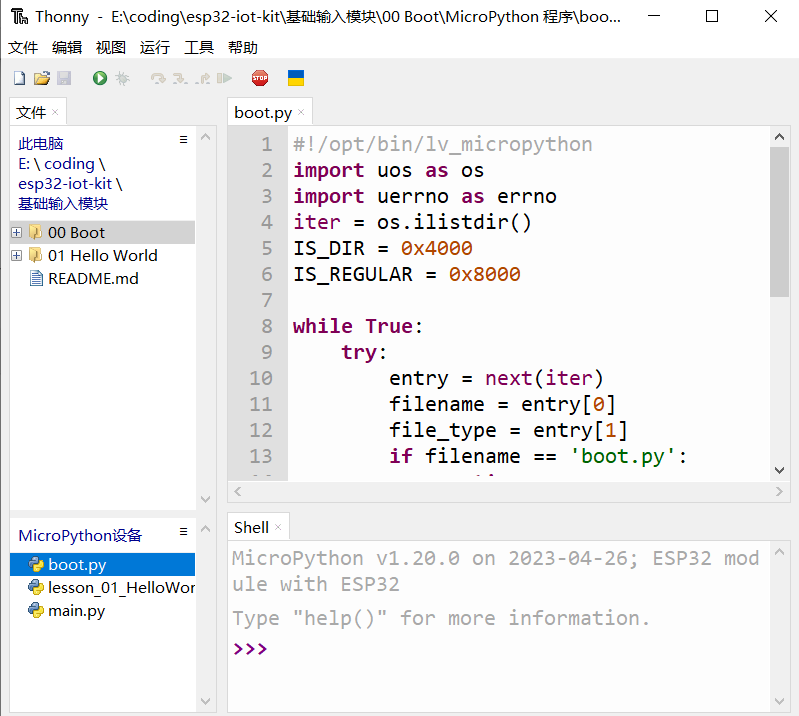 Thonny - E:\coding\esp32-iot-kit\基础输入模块\00 Boot\MicroPython 程序\boo...
文件 编辑 视图 运行 工具 帮助
STOP
文件
此电脑
E: \ coding \
esp32-iot-kit \
基础输入模块
00 Boot
01 Hello World
README.md
MicroPython设备
boot.py
lesson_01_HelloWor
main.py
boot.py
1 #!/opt/bin/lv_micropython
2 import uos as os
3 import uerrno as errno
4 iter = os.ilistdir()
5 IS_DIR = 0x4000
6 IS_REGULAR = 0x8000
7
8 while True:
9 try:
10 entry = next(iter)
11 filename = entry[0]
12 file_type = entry[1]
13 if filename == 'boot.py':
Shell
MicroPython v1.20.0 on 2023-04-26; ESP32 mod
ule with ESP32
Type "help()" for more information.
>>>